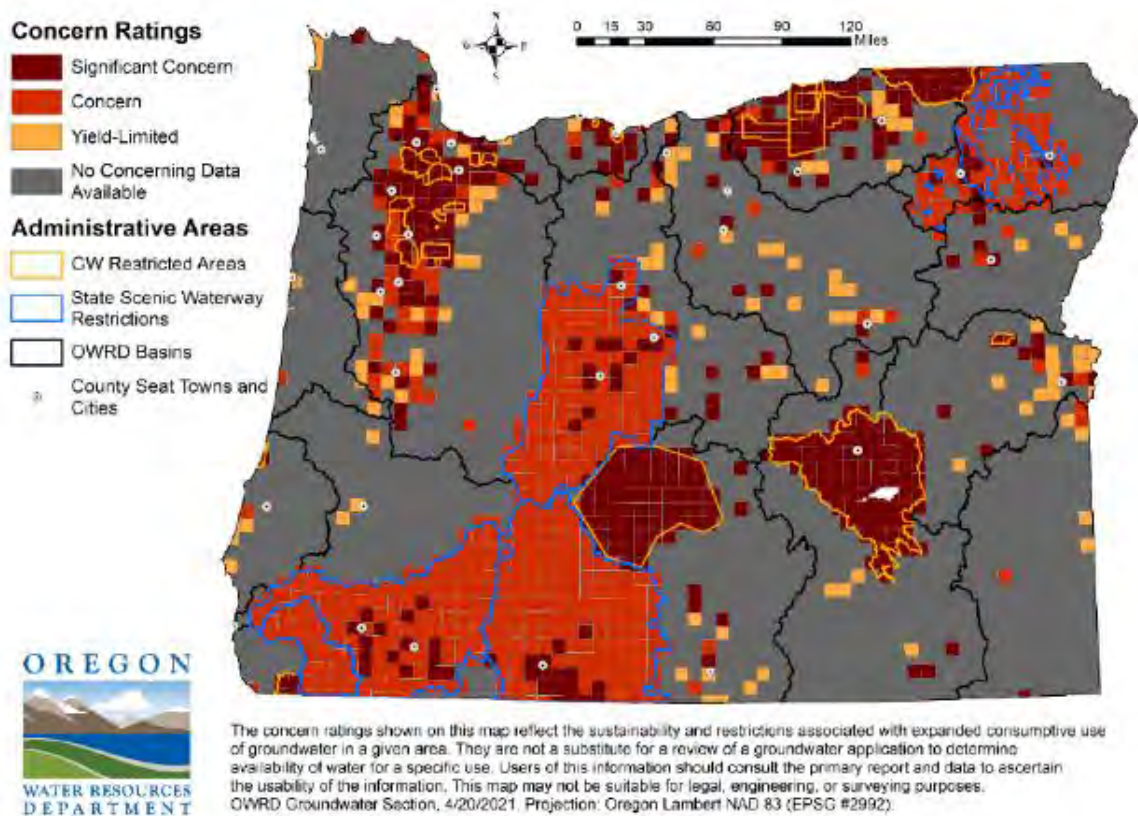 Concern Ratings
Significant Concern
Concern
Yield-Limited
No Concerning Data
Available
Administrative Areas
GW Restricted Areas
State Scenic Waterway
Restrictions
OWRD Basins
County Seat Towns and
Cities
0 15 30 60 90 120
Miles
OREGON
WATER RESOURCES
DEPARTMENT
The concern ratings shown on this map reflect the sustainability and restrictions associated with expanded consumptive use
of groundwater in a given area. They are not a substitute for a review of a groundwater application to determine
availability of water for a specific use. Users of this information should consult the primary report and data to ascertain
the usability of the information. This map may not be suitable for legal, engineering, or surveying purposes.
OWRD Groundwater Section, 4/20/2021. Projection: Oregon Lambert NAD 83 (EPSG #2992).